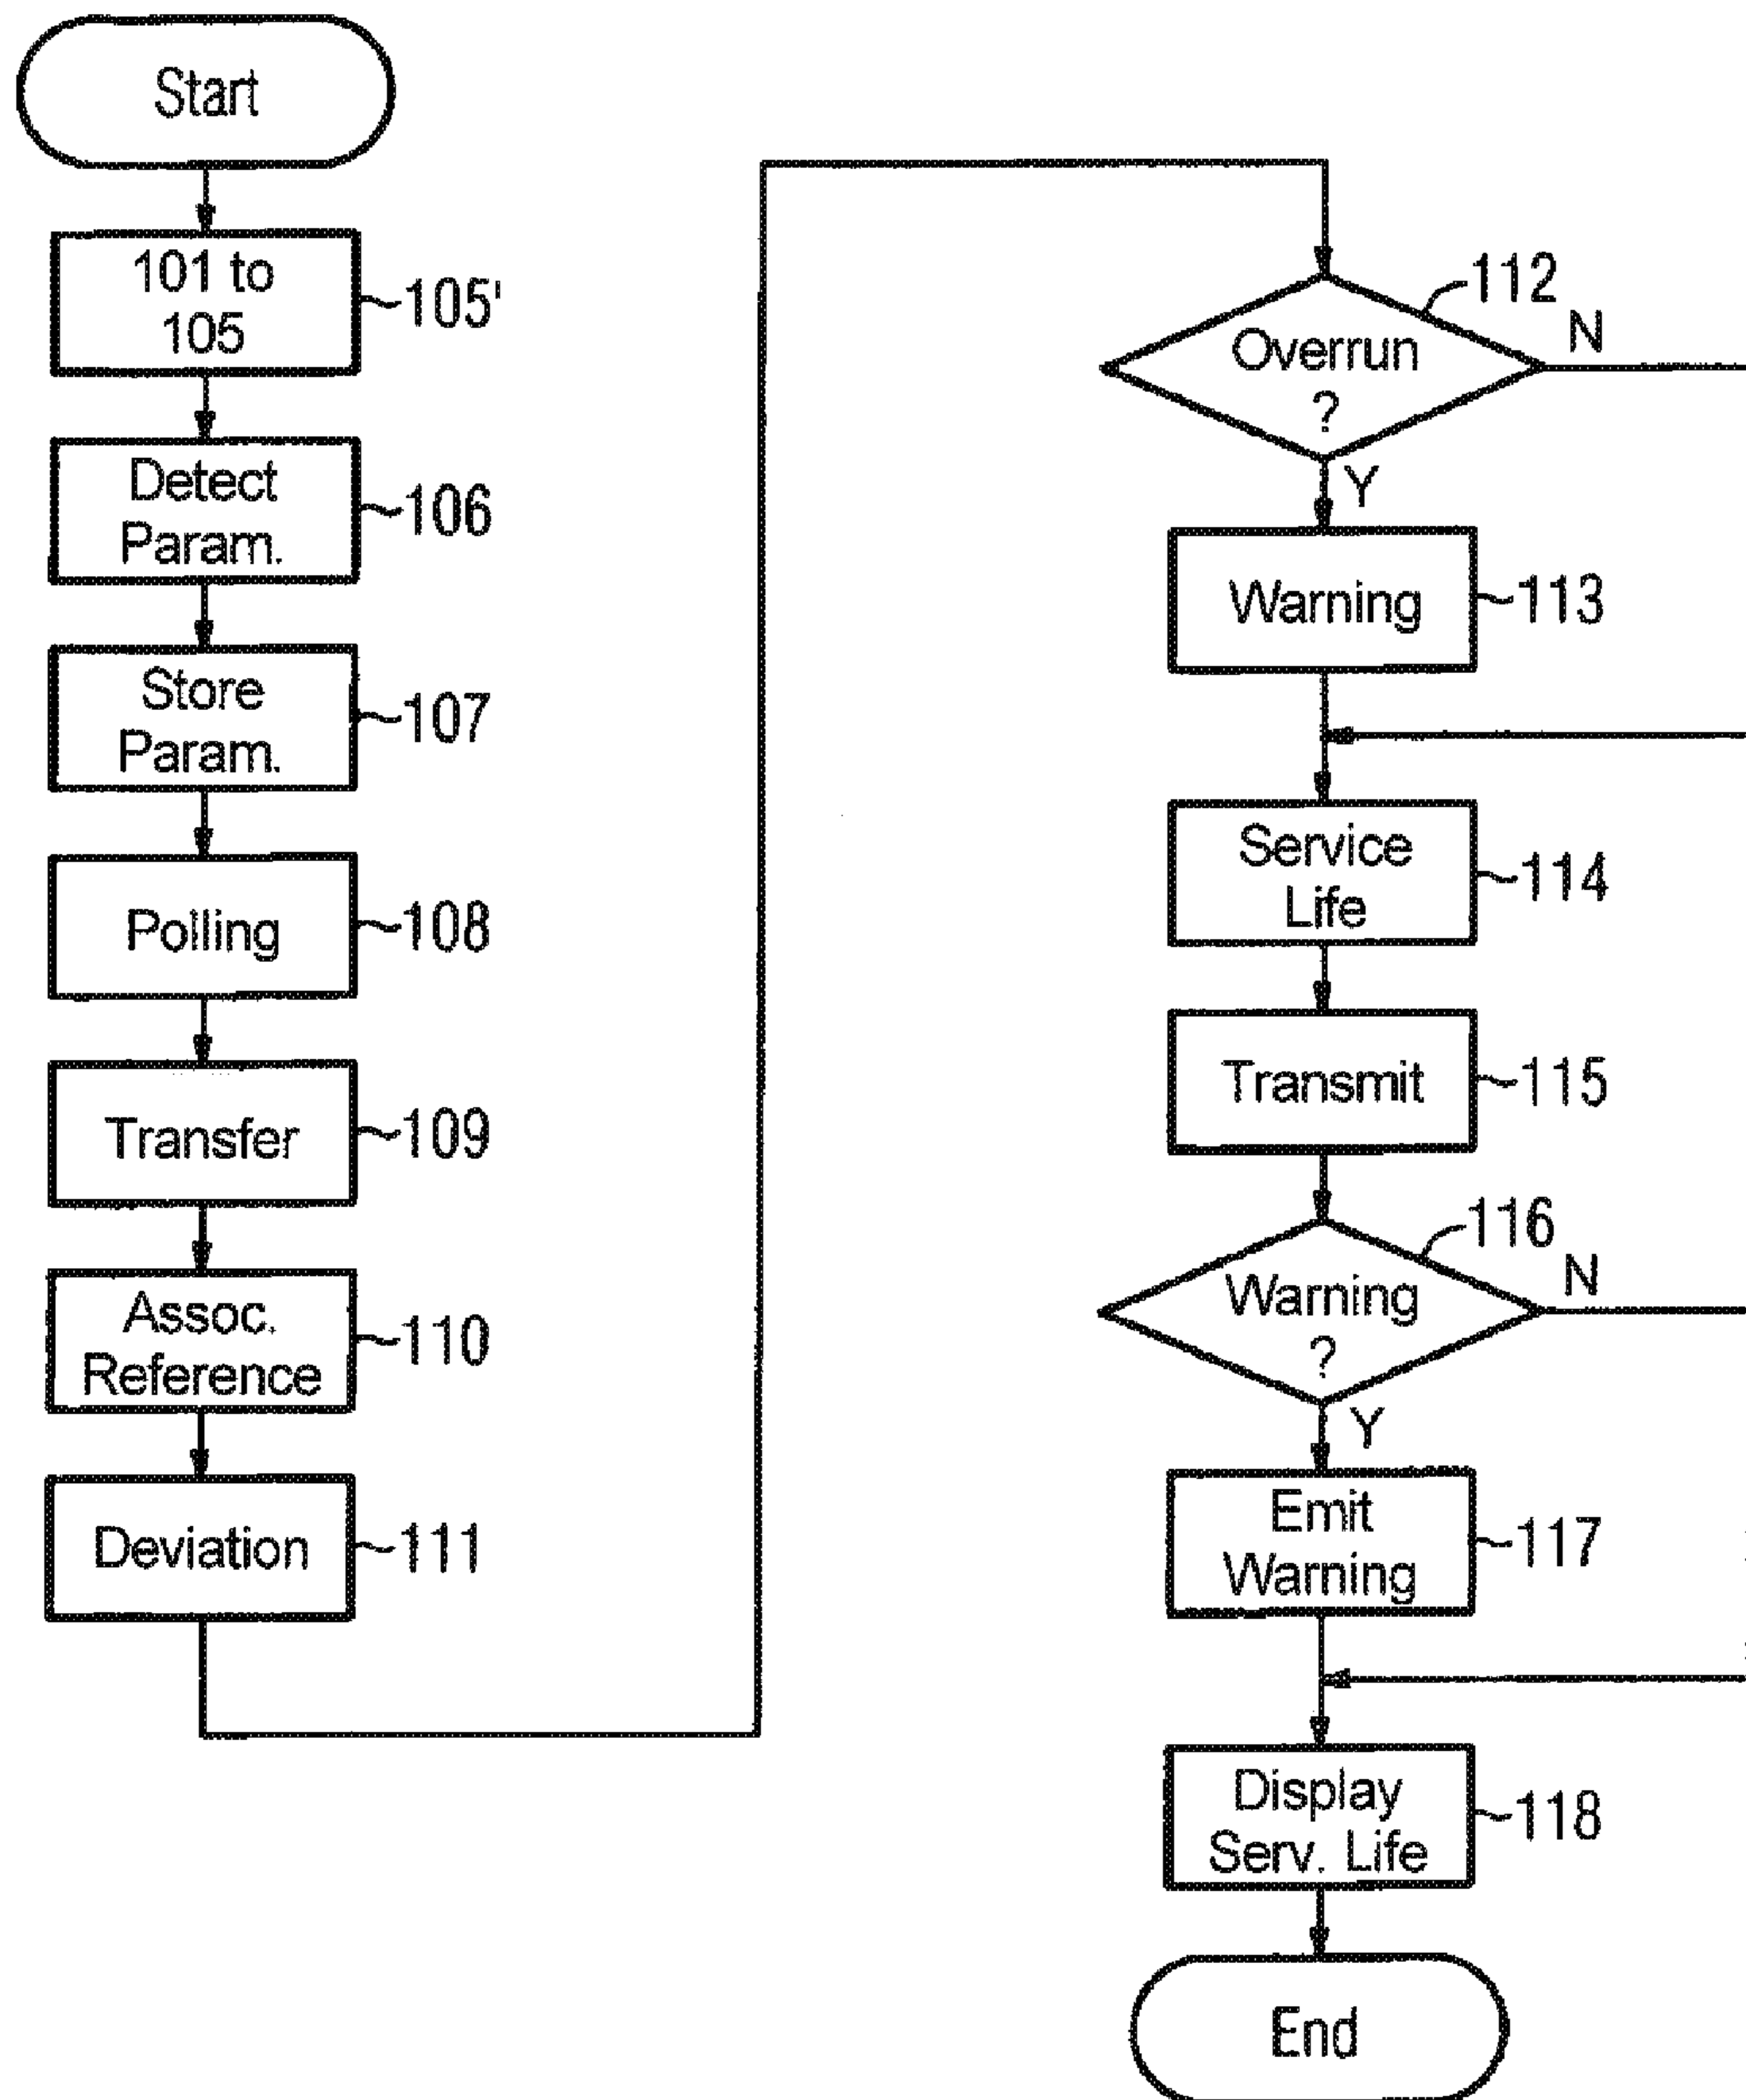 Start
101 to
105
105'
Detect
Param.
106
Store
Param.
107
Polling
108
Transfer
109
Assoc.
Reference
110
Deviation
111
112
Overrun
?
N
Y
Warning
113
Service
Life
114
Transmit
115
116
Warning
?
N
Y
Emit
Warning
117
Display
Serv. Life
118
End